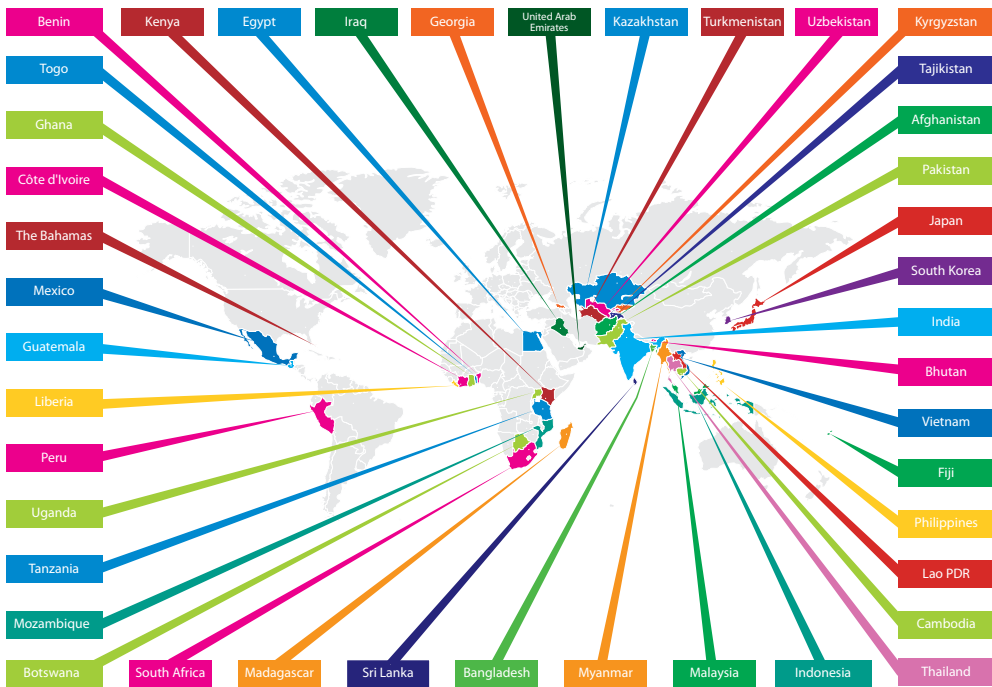 Benin
Kenya
Egypt
Iraq
Georgia
United Arab
Emirates
Kazakhstan
Turkmenistan
Uzbekistan
Kyrgyzstan
Togo
Tajikistan
Ghana
Afghanistan
Côte d'Ivoire
Pakistan
The Bahamas
Japan
Mexico
South Korea
Guatemala
India
Liberia
Bhutan
Peru
Vietnam
Uganda
Fiji
Tanzania
Philippines
Mozambique
Lao PDR
Cambodia
Botswana
South Africa
Madagascar
Sri Lanka
Bangladesh
Myanmar
Malaysia
Indonesia
Thailand